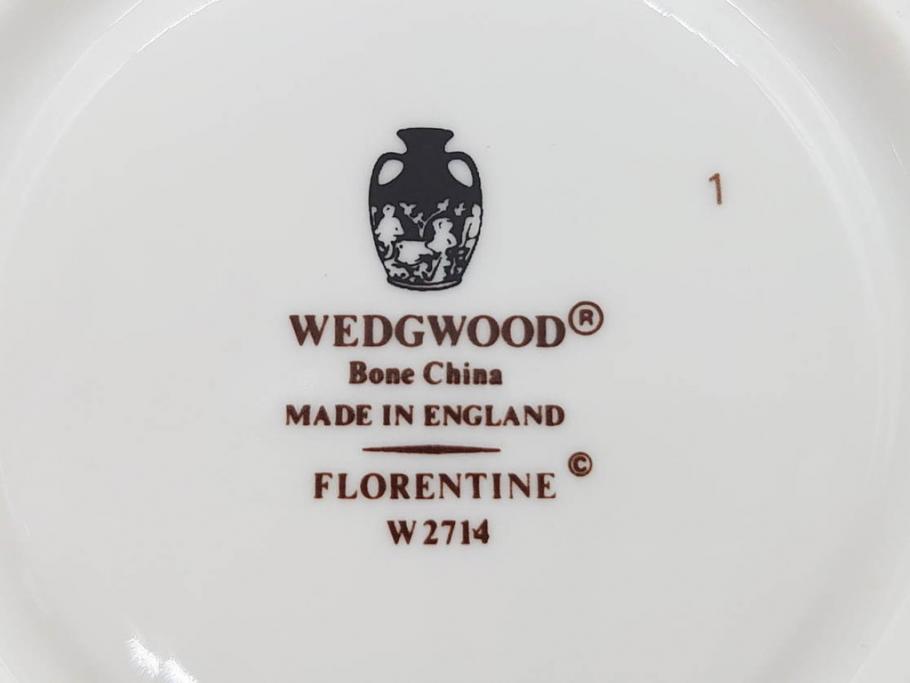 1
WEDGWOOD®
Bone China
MADE IN ENGLAND
FLORENTINE ©
W2714